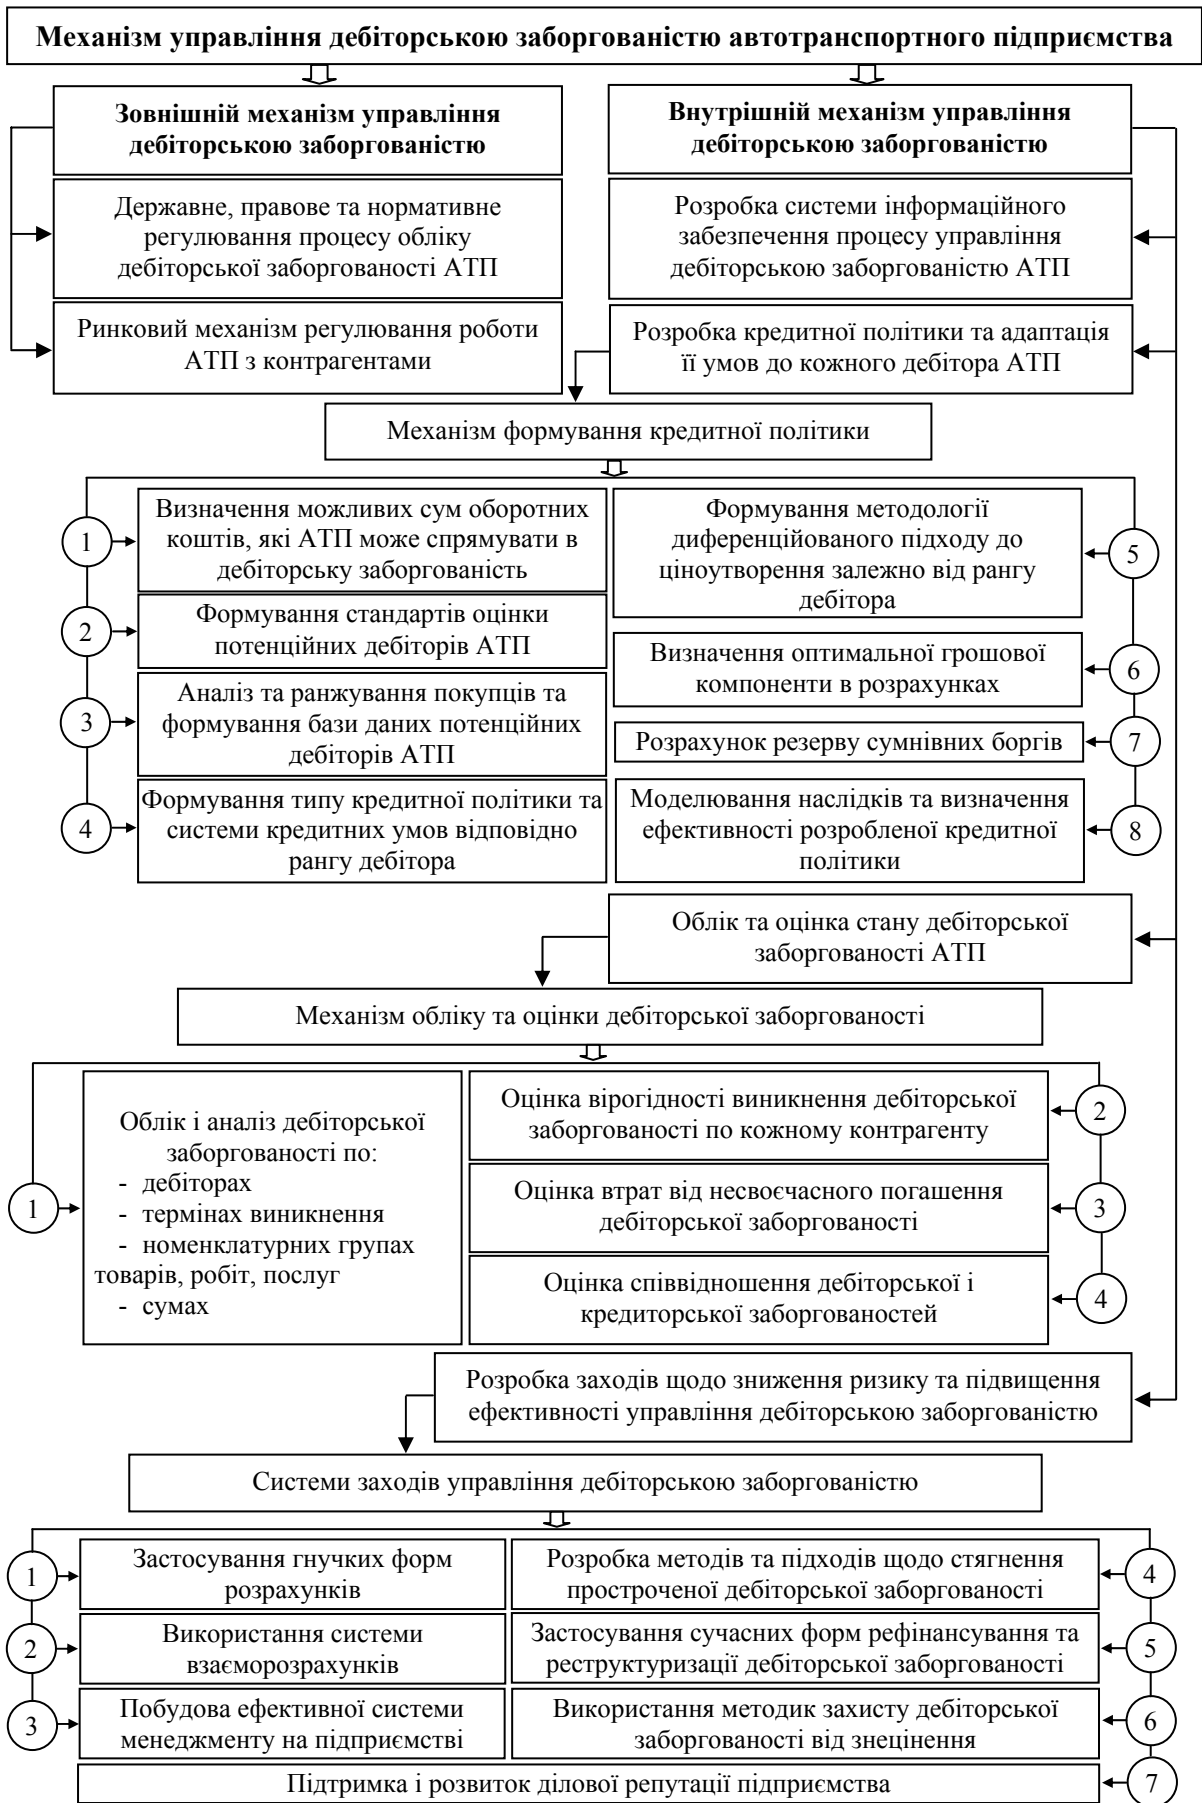 Механізм управління дебіторською заборгованістю автотранспортного підприємства
Зовнішній механізм управління
дебіторською заборгованістю
Внутрішній механізм управління
дебіторською заборгованістю
Державне, правове та нормативне
регулювання процесу обліку
дебіторської заборгованості АТП
Розробка системи інформаційного
забезпечення процесу управління
дебіторською заборгованістю АТП
Ринковий механізм регулювання роботи
АТП з контрагентами
Розробка кредитної політики та адаптація
її умов до кожного дебітора АТП
Механізм формування кредитної політики
1
Визначення можливих сум оборотних
коштів, які АТП може спрямувати в
дебіторську заборгованість
2
Формування стандартів оцінки
потенційних дебіторів АТП
3
Аналіз та ранжування покупців та
формування бази даних потенційних
дебіторів АТП
4
Формування типу кредитної політики та
системи кредитних умов відповідно
рангу дебітора
Формування методології
диференційованого підходу до
ціноутворення залежно від рангу
дебітора
5
Визначення оптимальної грошової
компоненти в розрахунках
6
Розрахунок резерву сумнівних боргів
7
Моделювання наслідків та визначення
ефективності розробленої кредитної
політики
8
Облік та оцінка стану дебіторської
заборгованості АТП
Механізм обліку та оцінки дебіторської заборгованості
1
Облік і аналіз дебіторської
заборгованості по:
- дебіторах
- термінах виникнення
- номенклатурних групах
товарів, робіт, послуг
- сумах
Оцінка вірогідності виникнення дебіторської
заборгованості по кожному контрагенту
2
Оцінка втрат від несвоєчасного погашення
дебіторської заборгованості
3
Оцінка співвідношення дебіторської і
кредиторської заборгованостей
4
Розробка заходів щодо зниження ризику та підвищення
ефективності управління дебіторською заборгованістю
Системи заходів управління дебіторською заборгованістю
1
Застосування гнучких форм
розрахунків
2
Використання системи
взаєморозрахунків
3
Побудова ефективної системи
менеджменту на підприємстві
Розробка методів та підходів щодо стягнення
простроченої дебіторської заборгованості
4
Застосування сучасних форм рефінансування та
реструктуризації дебіторської заборгованості
5
Використання методик захисту дебіторської
заборгованості від знецінення
6
Підтримка і розвиток ділової репутації підприємства
7